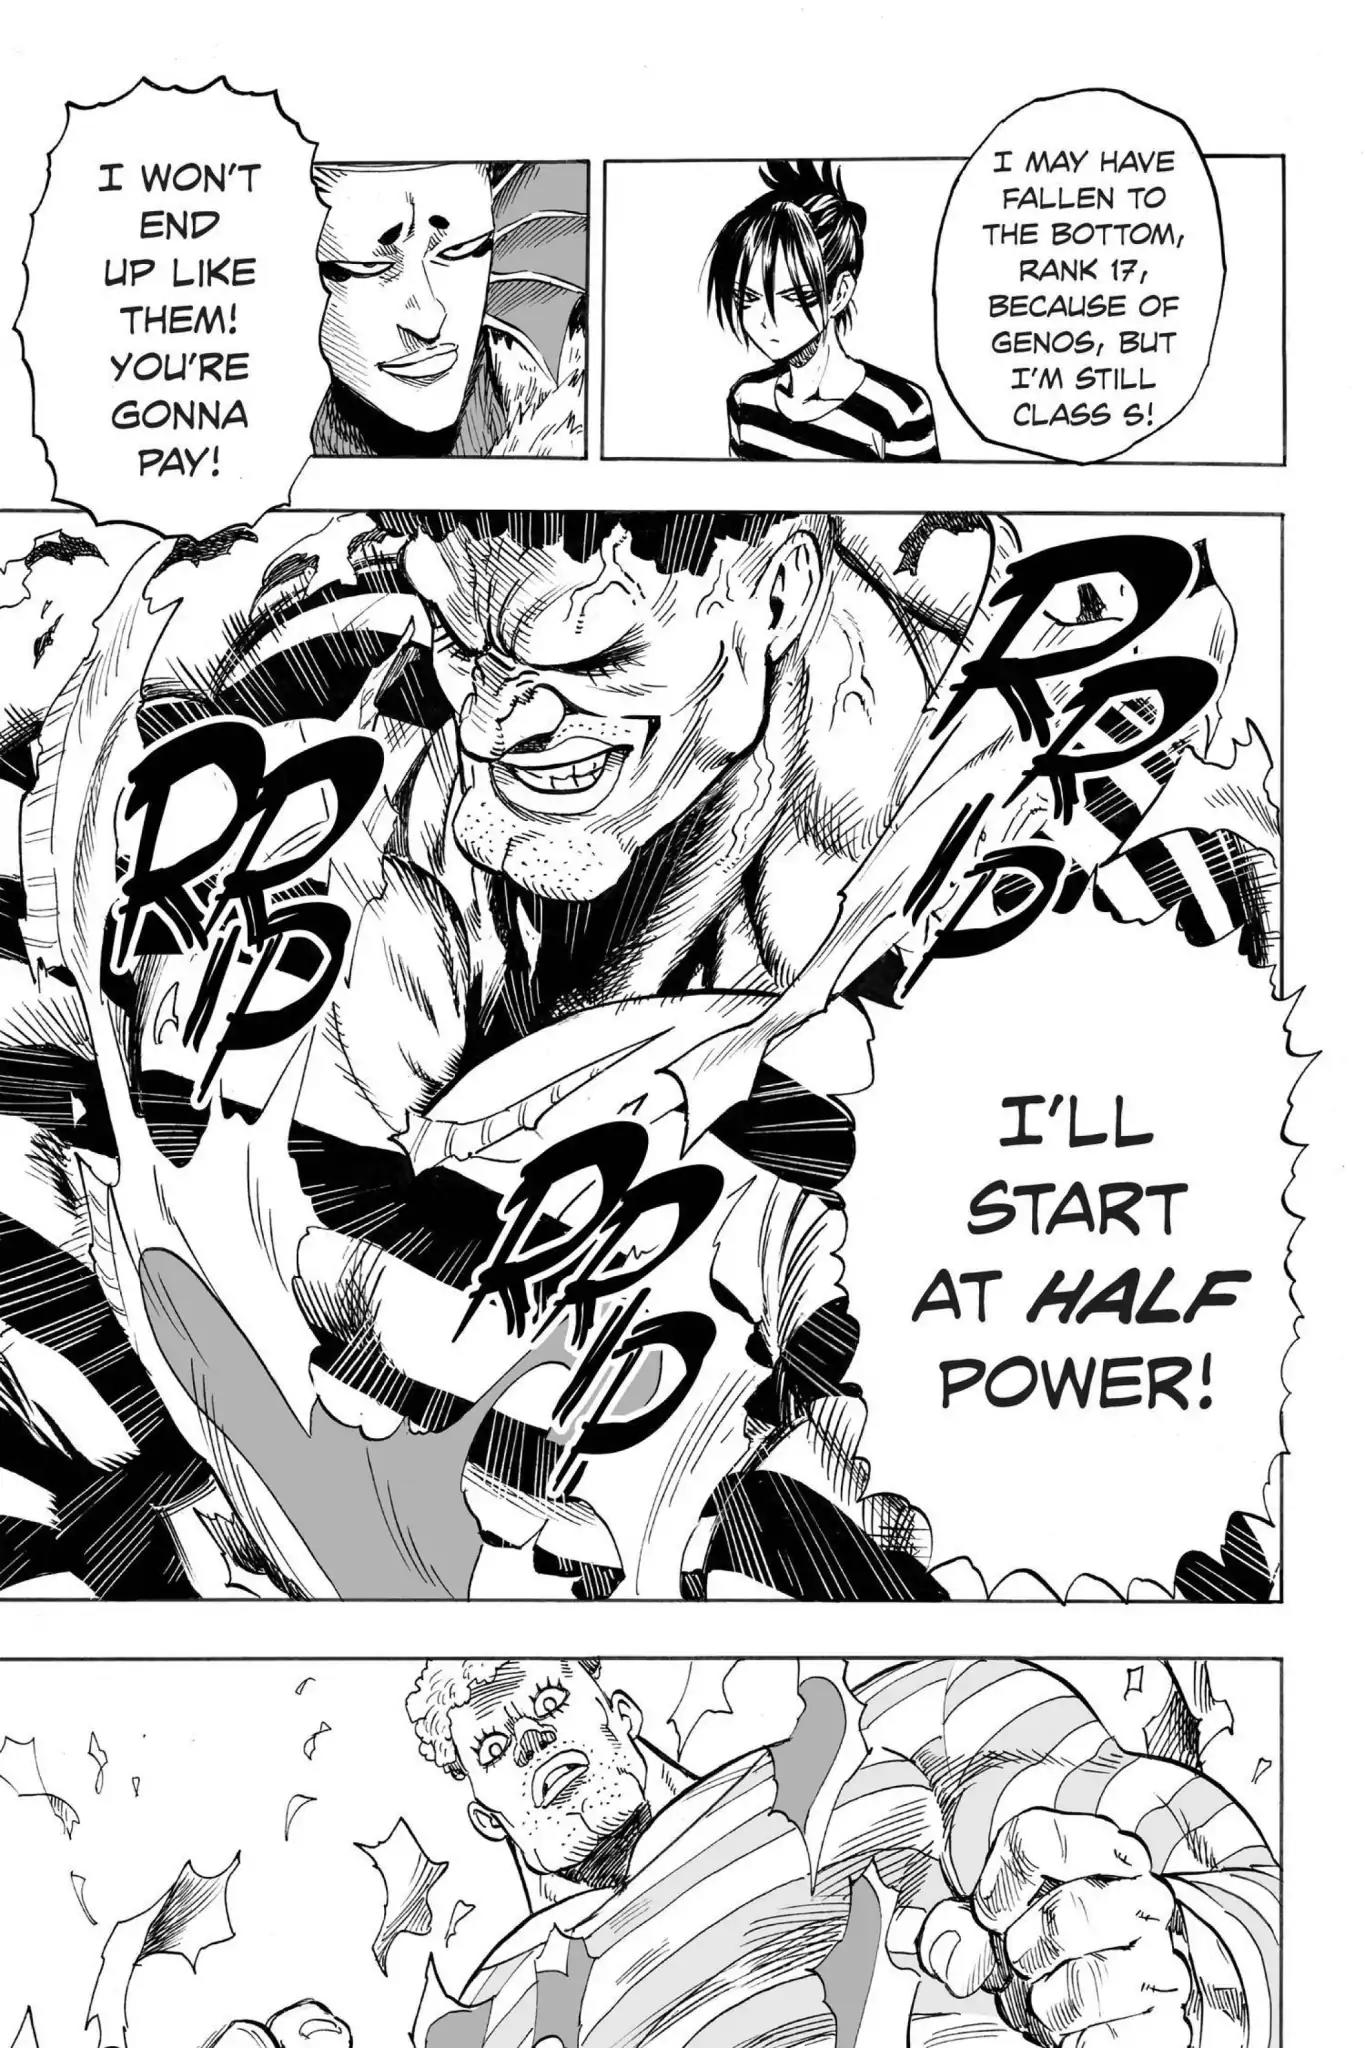 I MAY HAVE
FALLEN TO
THE BOTTOM,
RANK 17,
BECAUSE OF
GENOS, BUT
I'M STILL
CLASS S!
I WON'T
END
UP LIKE
THEM!
YOU'RE
GONNA
PAY!
RRIP
RRIP
I'LL
START
AT HALF
POWER!
RRIP